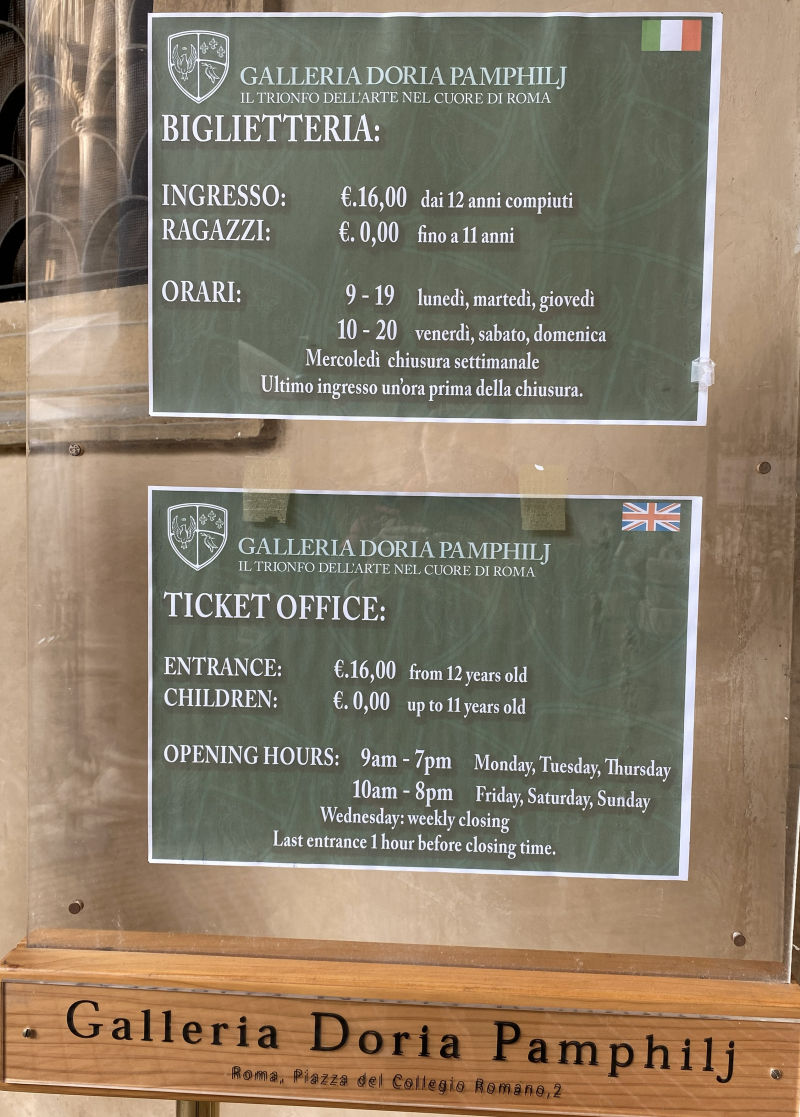 GALLERIA DORIA PAMPHILJ
IL TRIONFO DELL'ARTE NEL CUORE DI ROMA
BIGLIETTERIA:
INGRESSO: €.16,00 dai 12 anni compiuti
RAGAZZI: €. 0,00 fino a 11 anni
ORARI: 9 - 19 lunedì, martedì, giovedì
10 - 20 venerdì, sabato, domenica
Mercoledì chiusura settimanale
Ultimo ingresso un'ora prima della chiusura.
GALLERIA DORIA PAMPHILJ
IL TRIONFO DELL'ARTE NEL CUORE DI ROMA
TICKET OFFICE:
ENTRANCE: €.16,00 from 12 years old
CHILDREN: €. 0,00 up to 11 years old
OPENING HOURS: 9am - 7pm Monday, Tuesday, Thursday
10am - 8pm Friday, Saturday, Sunday
Wednesday: weekly closing
Last entrance 1 hour before closing time.
Galleria Doria Pamphilj
Roma, Piazza del Collegio Romano,2